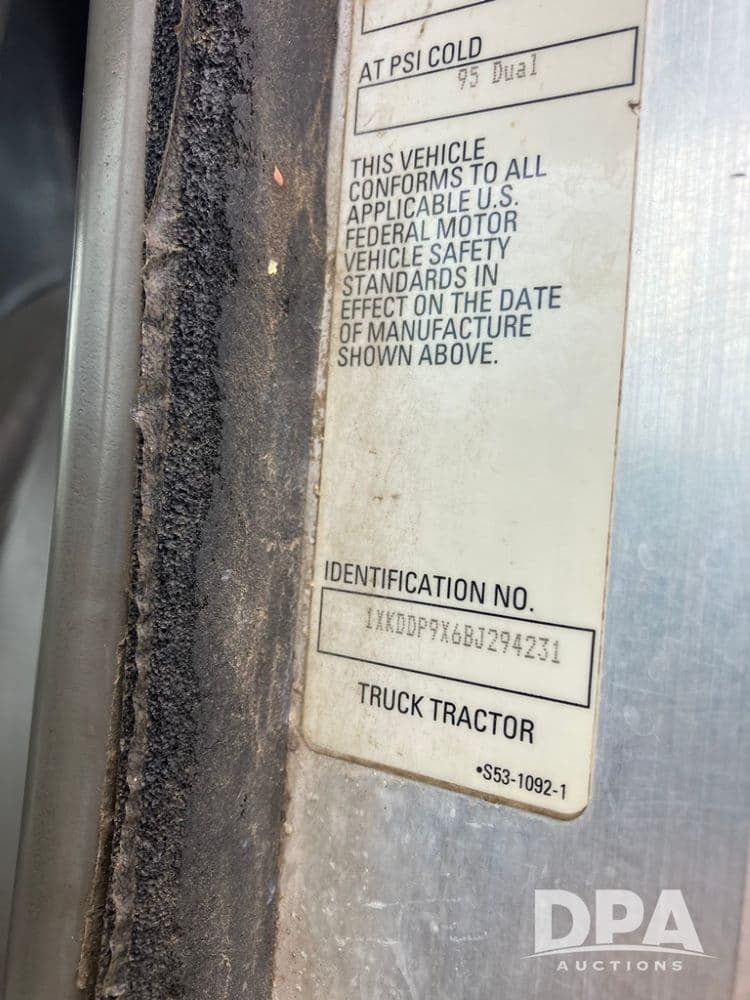 AT PSI COLD
95 Dual
THIS VEHICLE
CONFORMS TO ALL
APPLICABLE U.S.
FEDERAL MOTOR
VEHICLE SAFETY
STANDARDS IN
EFFECT ON THE DATE
OF MANUFACTURE
SHOWN ABOVE.
IDENTIFICATION NO.
1XKDDP9X6BJ294231
TRUCK TRACTOR
•S53-1092-1
DPA
AUCTIONS